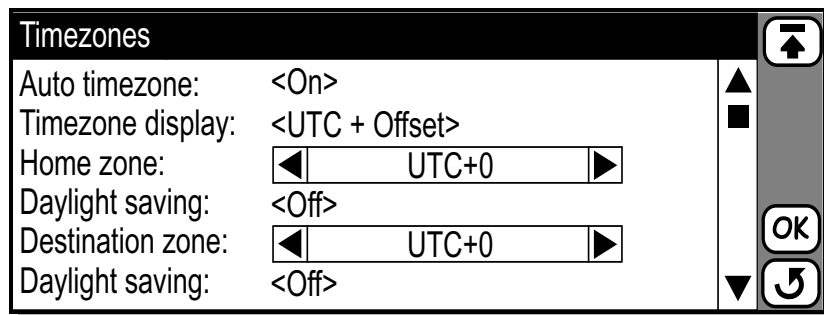 Timezones
Auto timezone: <On>
Timezone display: <UTC + Offset>
Home zone: UTC+0
Daylight saving: <Off>
Destination zone: UTC+0
Daylight saving: <Off>
OK